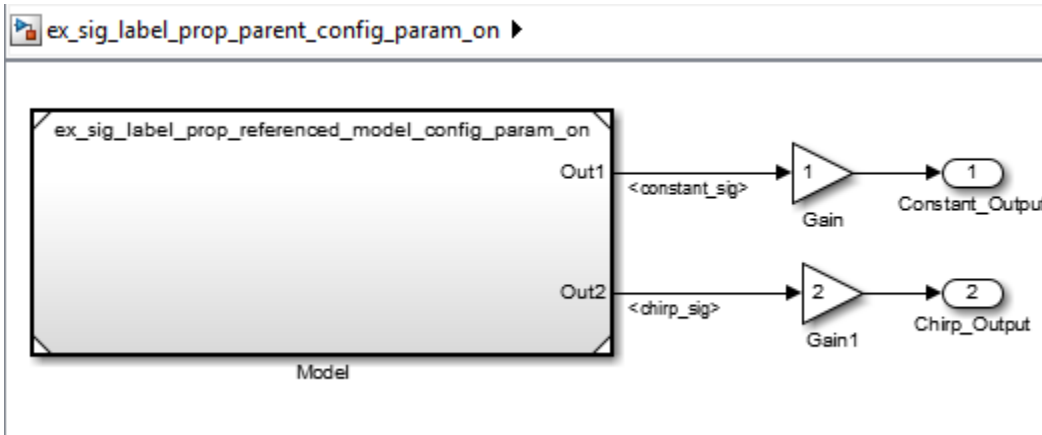 ex_sig_label_prop_parent_config_param_on
ex_sig_label_prop_referenced_model_config_param_on
Out1
<constant_sig>
1
Gain
1
Constant_Output
Out2
<chirp_sig>
2
Gain1
2
Chirp_Output
Model